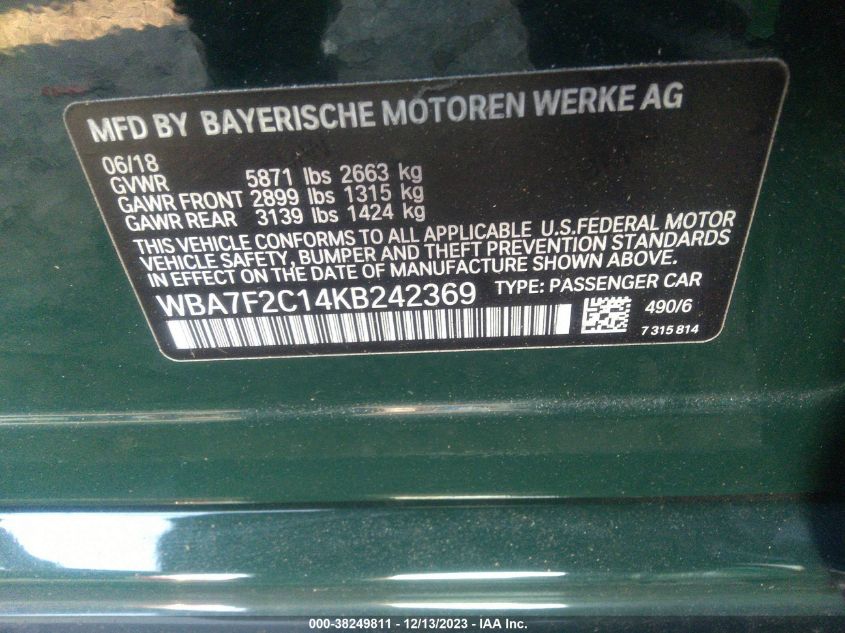 MFD BY BAYERISCHE MOTOREN WERKE AG
06/18
GVWR 5871 lbs 2663 kg
GAWR FRONT 2899 lbs 1315 kg
GAWR REAR 3139 lbs 1424 kg
THIS VEHICLE CONFORMS TO ALL APPLICABLE U.S.FEDERAL MOTOR
VEHICLE SAFETY, BUMPER AND THEFT PREVENTION STANDARDS
IN EFFECT ON THE DATE OF MANUFACTURE SHOWN ABOVE.
WBA7F2C14KB242369 TYPE: PASSENGER CAR
490/6
7 315 814
000-38249811 - 12/13/2023 - IAA Inc.